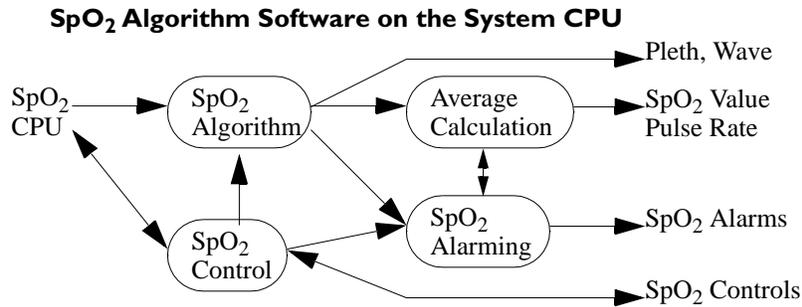 SpO2 Algorithm Software on the System CPU
Pleth, Wave
SpO2
CPU
SpO2
Algorithm
Average
Calculation
SpO2 Value
Pulse Rate
SpO2
Alarming
SpO2 Alarms
SpO2
Control
SpO2 Controls